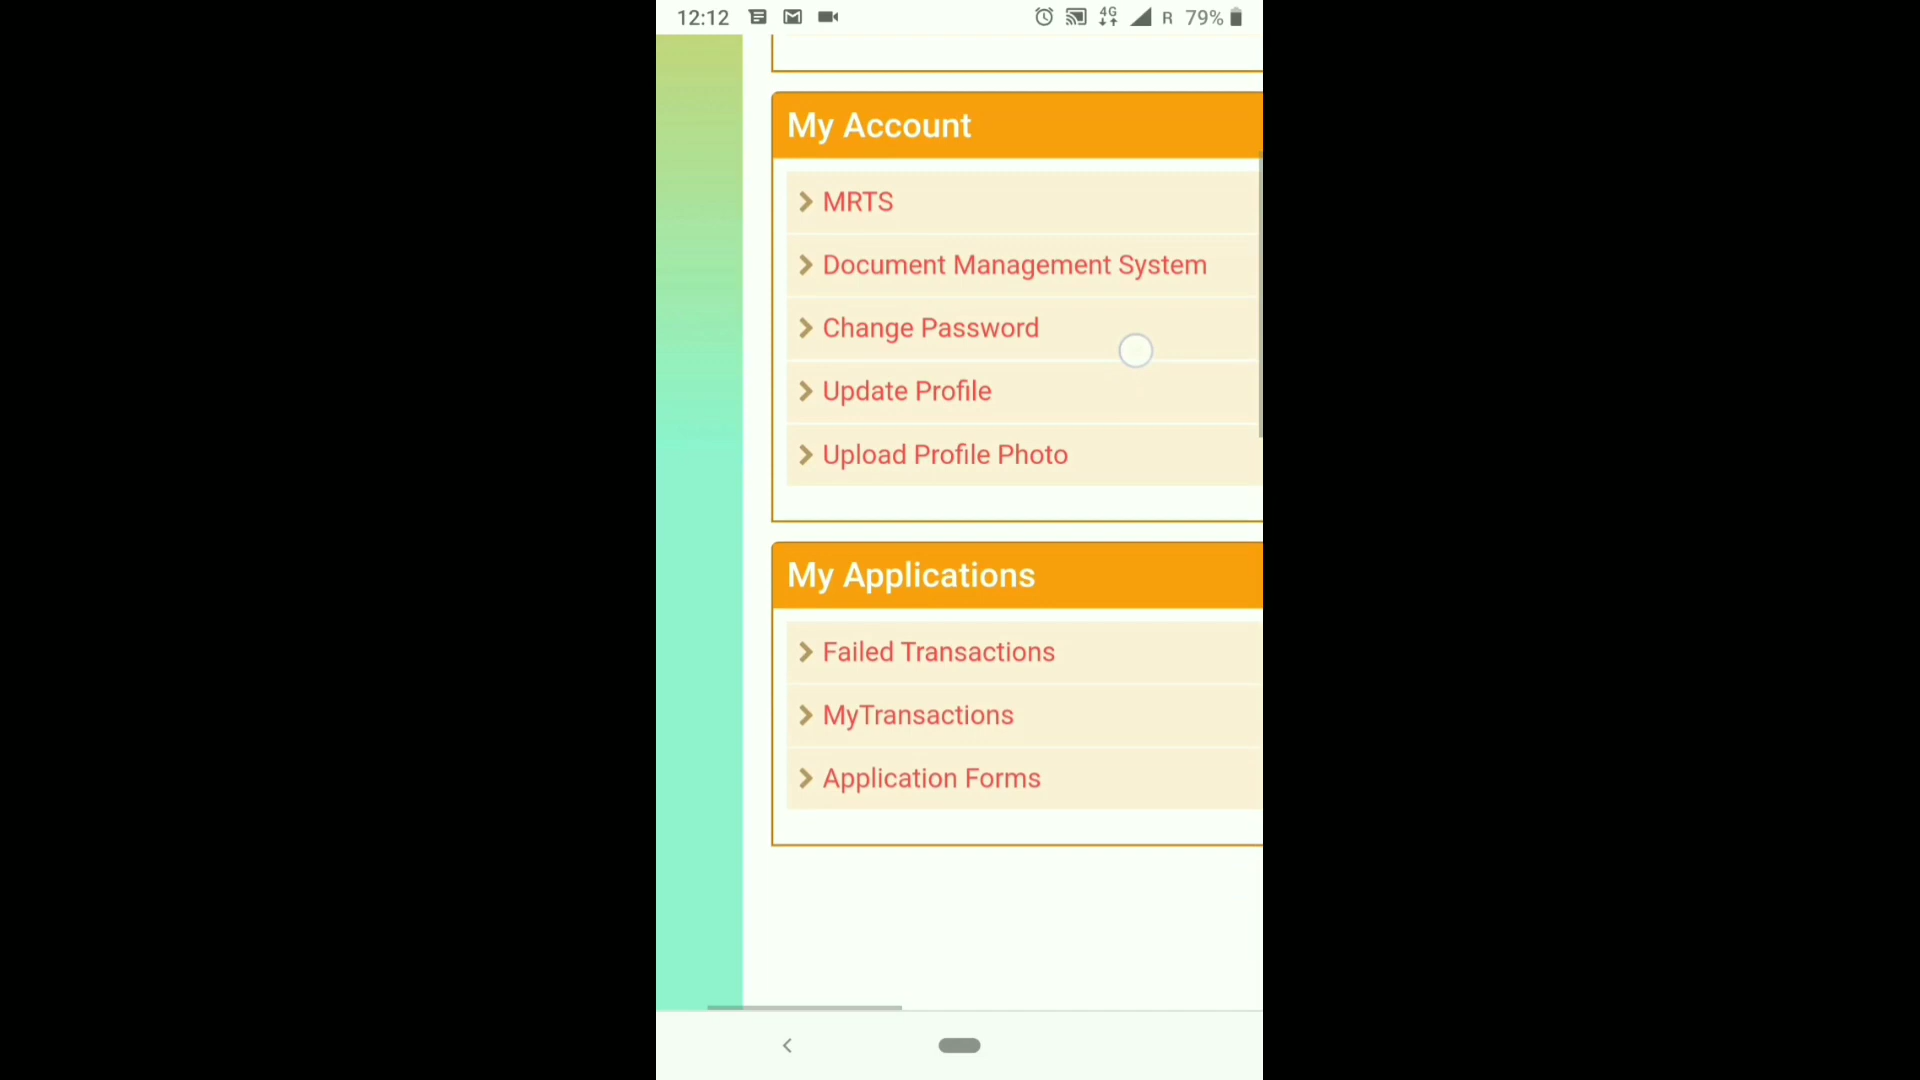 12:12 4G R 79%
My Account
MRTS
Document Management System
Change Password
Update Profile
Upload Profile Photo
My Applications
Failed Transactions
MyTransactions
Application Forms